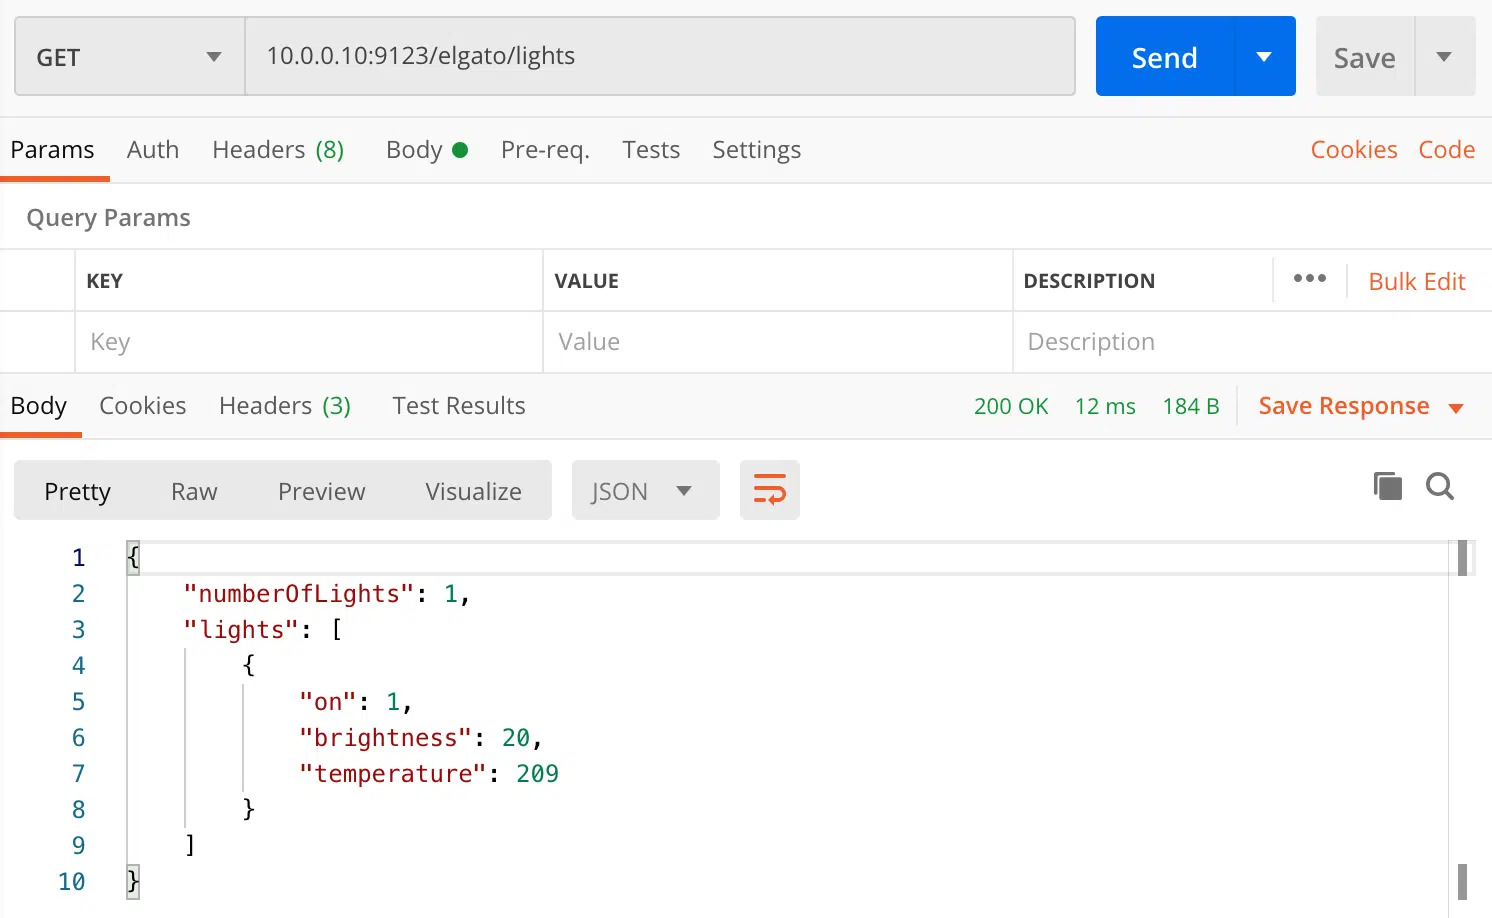 GET 10.0.0.10:9123/elgato/lights Send Save
Params Auth Headers (8) Body Pre-req. Tests Settings Cookies Code
Query Params
KEY VALUE DESCRIPTION ••• Bulk Edit
Key Value Description
Body Cookies Headers (3) Test Results 200 OK 12 ms 184 B Save Response
Pretty Raw Preview Visualize JSON
1 {
2 "numberOfLights": 1,
3 "lights": [
4 {
5 "on": 1,
6 "brightness": 20,
7 "temperature": 209
8 }
9 ]
10 }